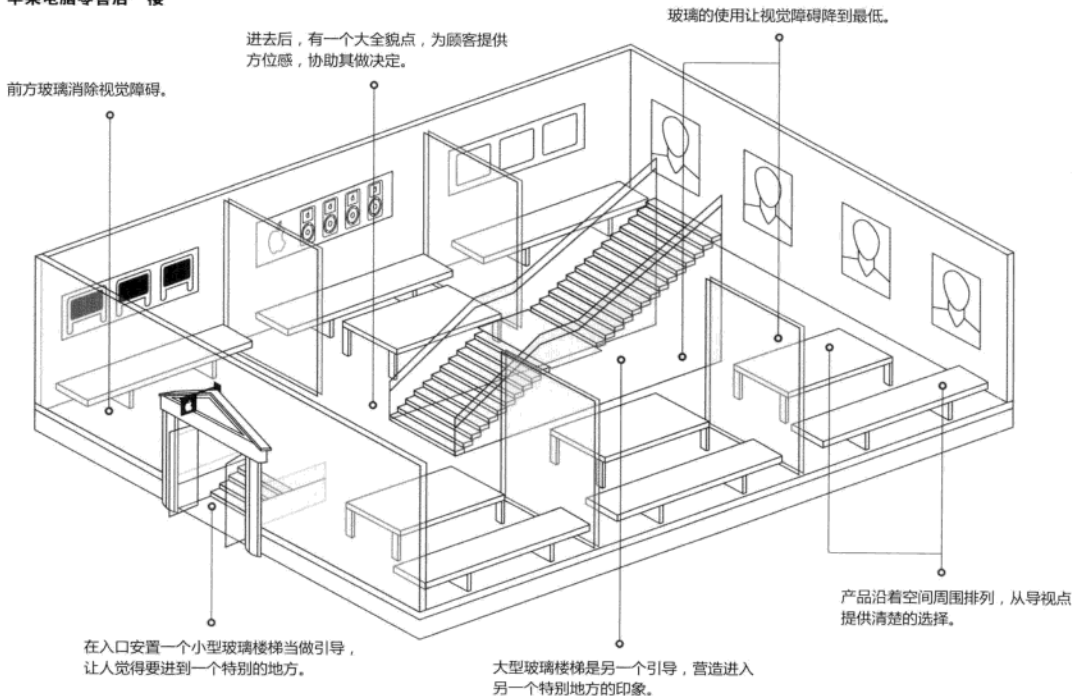 玻璃的使用让视觉障碍降到最低。
进去后，有一个大全貌点，为顾客提供
方位感，协助其做决定。
前方玻璃消除视觉障碍。
产品沿着空间周围排列，从导视点
提供清楚的选择。
在入口安置一个小型玻璃楼梯当做引导，
让人觉得要进到一个特别的地方。
大型玻璃楼梯是另一个引导，营造进入
另一个特别地方的印象。